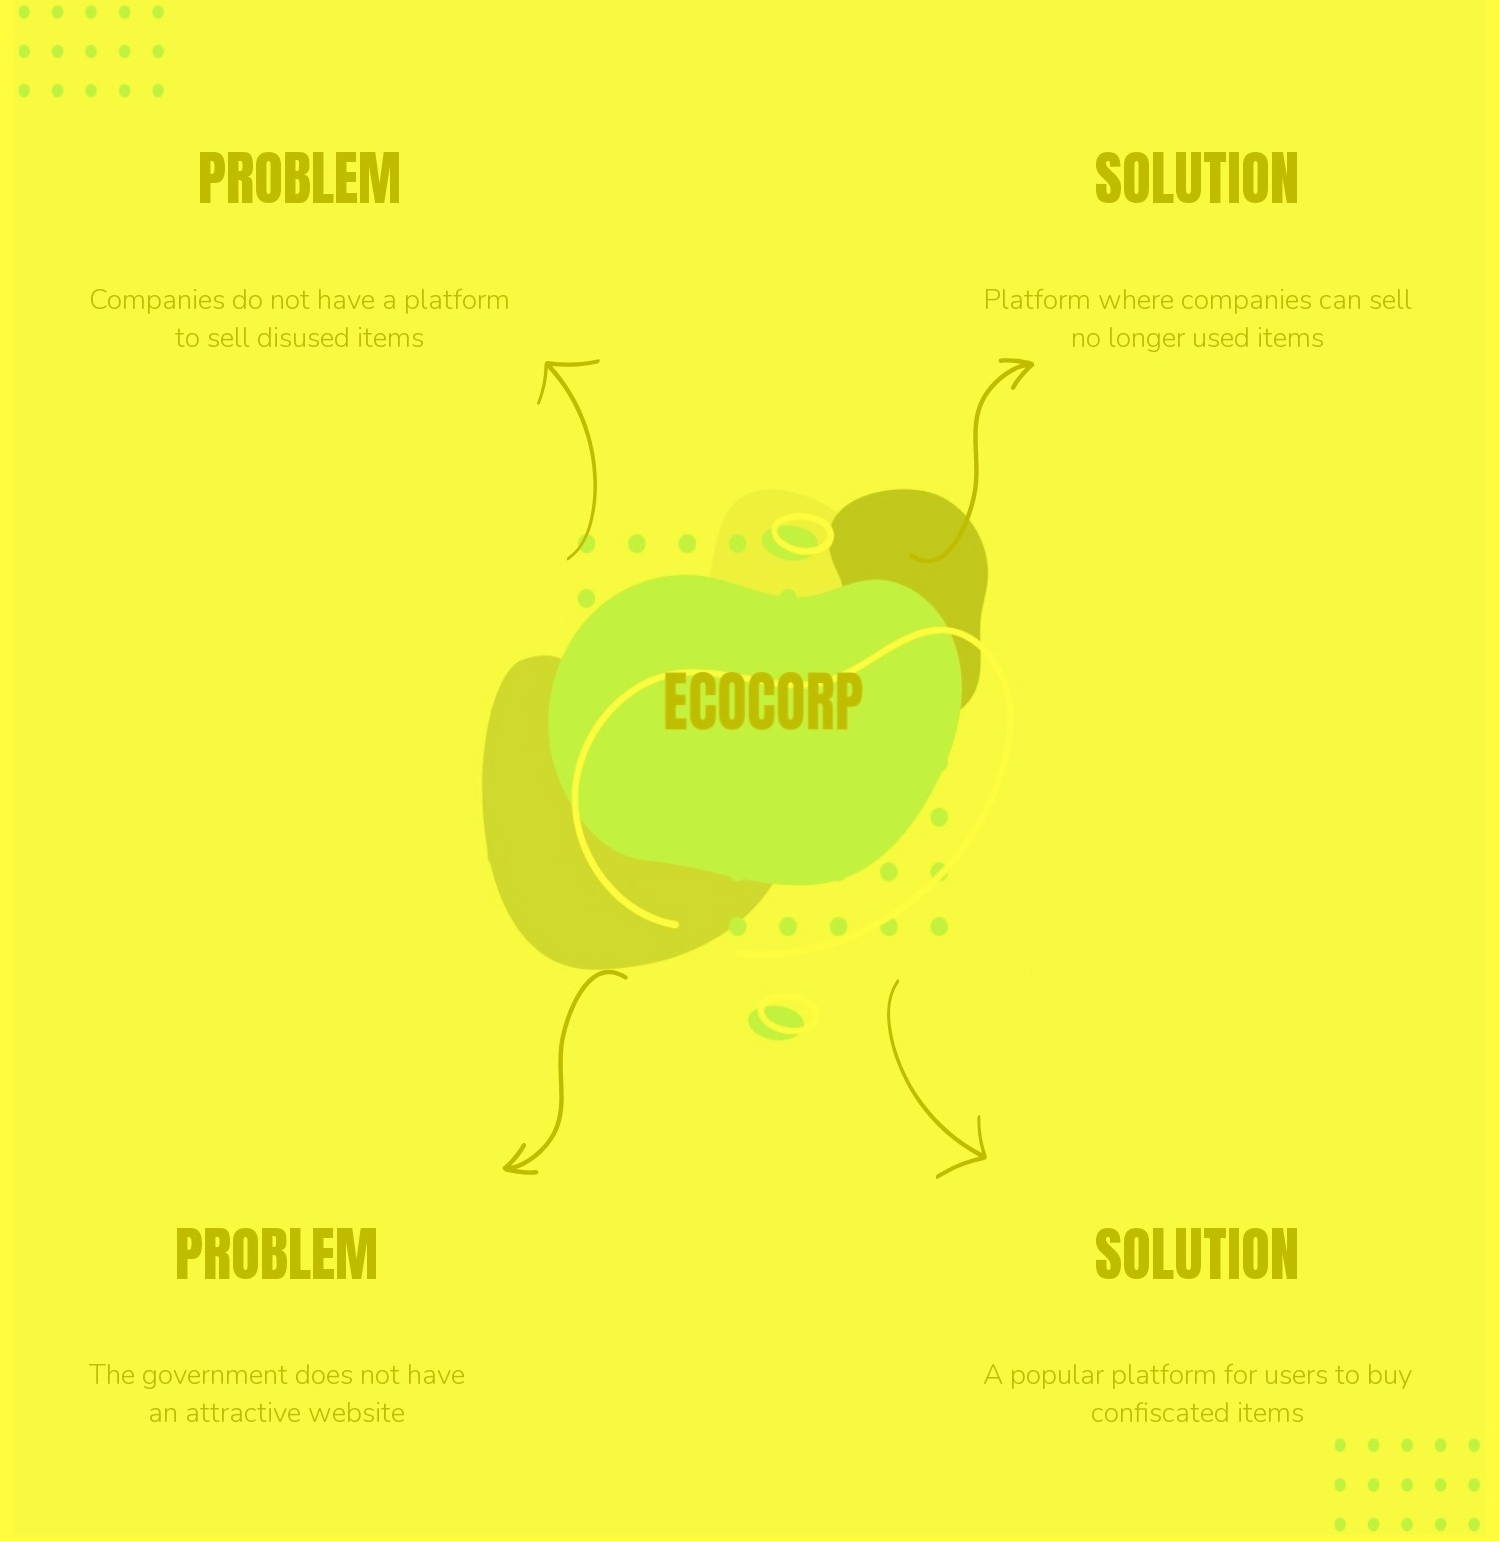 PROBLEM
Companies do not have a platform
to sell disused items
SOLUTION
Platform where companies can sell
no longer used items
ECOCORP
PROBLEM
The government does not have
an attractive website
SOLUTION
A popular platform for users to buy
confiscated items